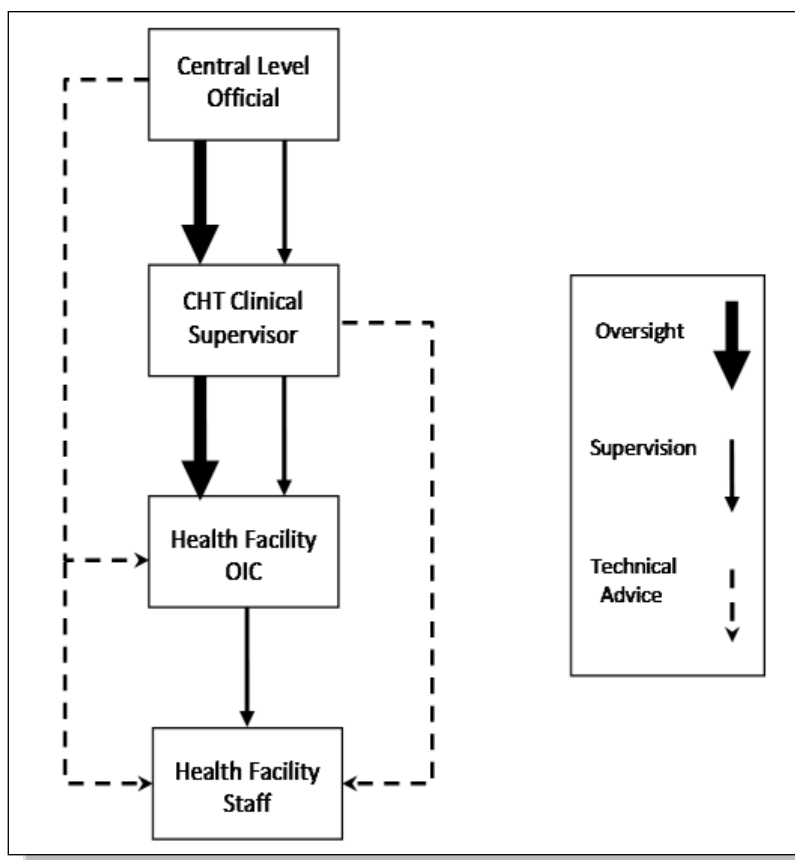 Central Level
Official
CHT Clinical
Supervisor
Health Facility
OIC
Health Facility
Staff
Oversight
Supervision
Technical
Advice